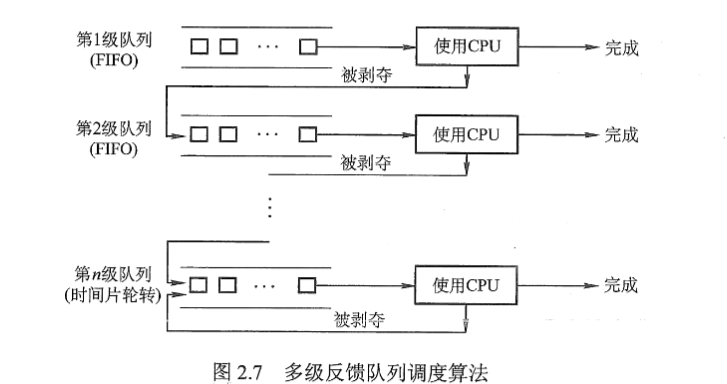 第1级队列
(FIFO)
···
使用CPU
完成
被剥夺
第2级队列
(FIFO)
···
使用CPU
完成
被剥夺
⋮
第n级队列
(时间片轮转)
···
使用CPU
完成
被剥夺
图 2.7 多级反馈队列调度算法